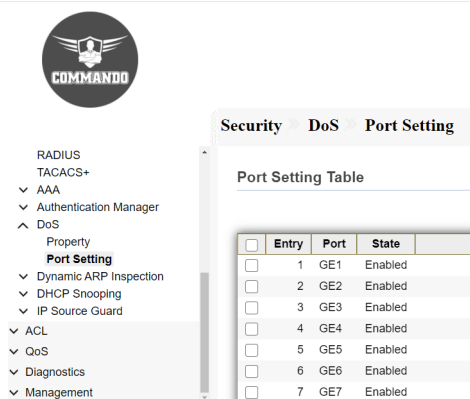 COMMANDO
Security » DoS » Port Setting
RADIUS
TACACS+
AAA
Authentication Manager
DoS
Property
Port Setting
Dynamic ARP Inspection
DHCP Snooping
IP Source Guard
ACL
QoS
Diagnostics
Management
Port Setting Table
Entry Port State
1 GE1 Enabled
2 GE2 Enabled
3 GE3 Enabled
4 GE4 Enabled
5 GE5 Enabled
6 GE6 Enabled
7 GE7 Enabled